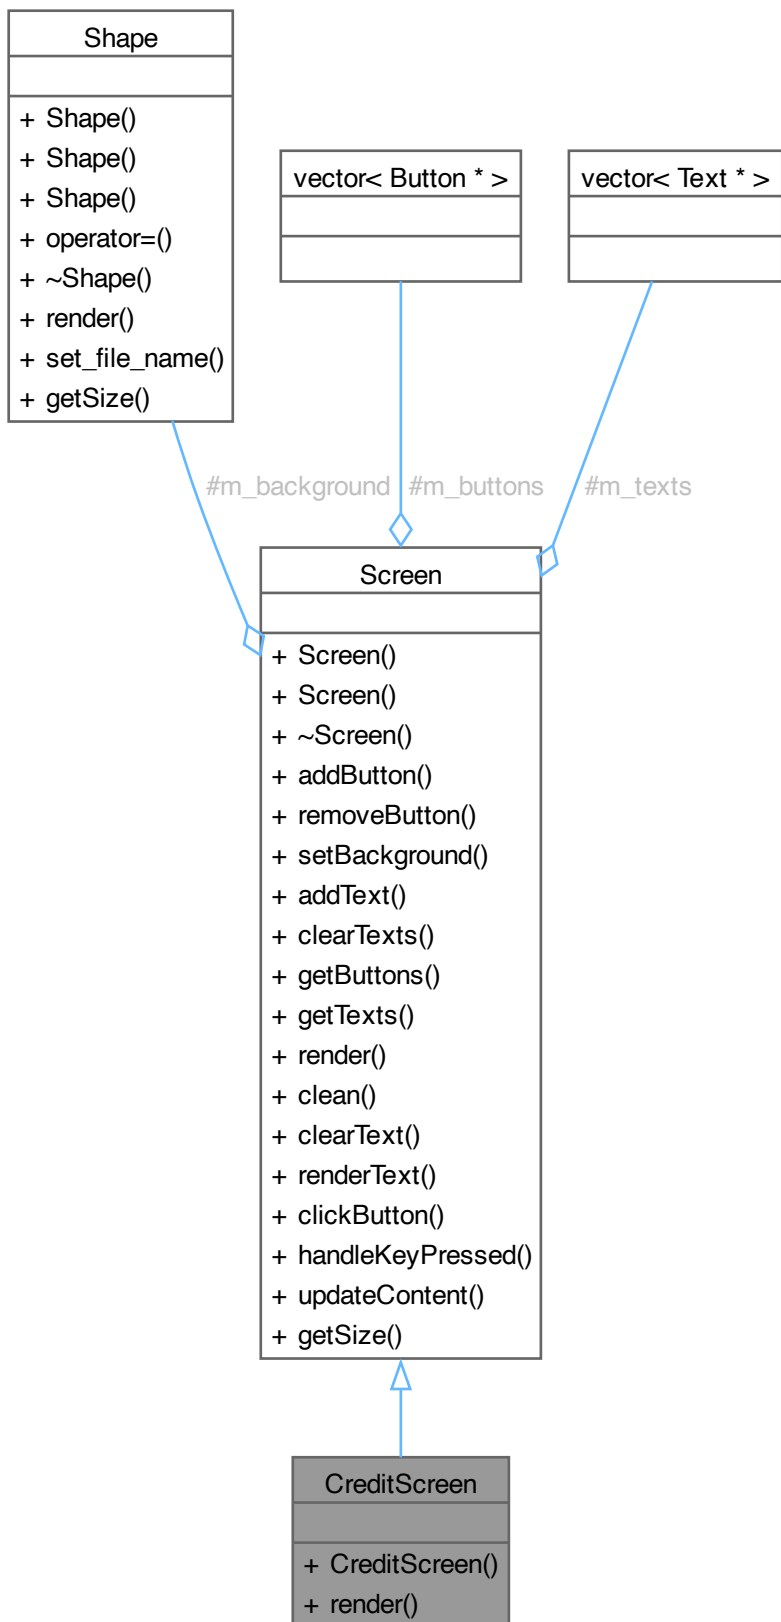 Shape
+ Shape()
+ Shape()
+ Shape()
+ operator=()
+ ~Shape()
+ render()
+ set_file_name()
+ getSize()
vector< Button * >
vector< Text * >
#m_background
#m_buttons
#m_texts
Screen
+ Screen()
+ Screen()
+ ~Screen()
+ addButton()
+ removeButton()
+ setBackground()
+ addText()
+ clearTexts()
+ getButtons()
+ getTexts()
+ render()
+ clean()
+ clearText()
+ renderText()
+ clickButton()
+ handleKeyPressed()
+ updateContent()
+ getSize()
CreditScreen
+ CreditScreen()
+ render()